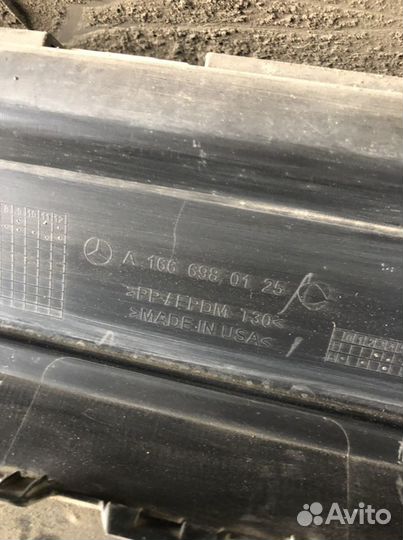 A 166 698 01 25
>PP/EPDM T30<
>MADE IN USA<
Avito